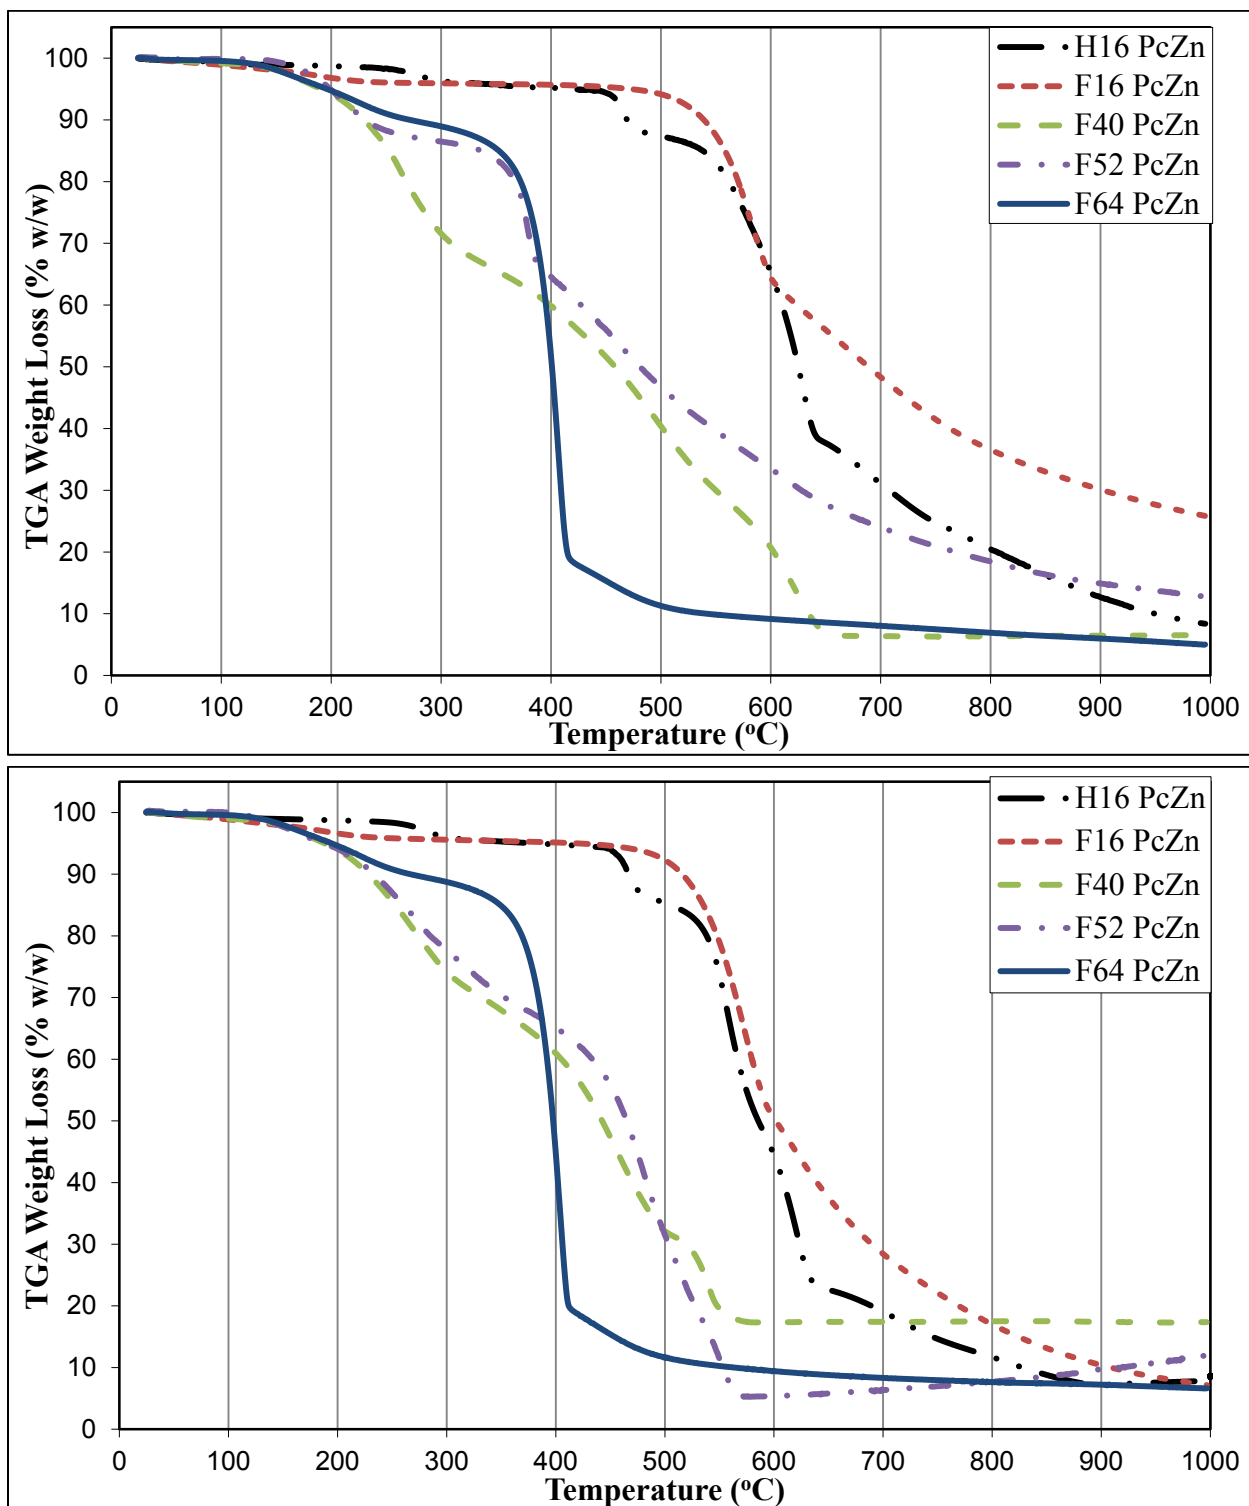 TGA Weight Loss (% w/w)
100
90
80
70
60
50
40
30
20
10
0
H16 PcZn
F16 PcZn
F40 PcZn
F52 PcZn
F64 PcZn
0 100 200 300 400 500 600 700 800 900 1000
Temperature (°C)
TGA Weight Loss (% w/w)
100
90
80
70
60
50
40
30
20
10
0
H16 PcZn
F16 PcZn
F40 PcZn
F52 PcZn
F64 PcZn
0 100 200 300 400 500 600 700 800 900 1000
Temperature (°C)